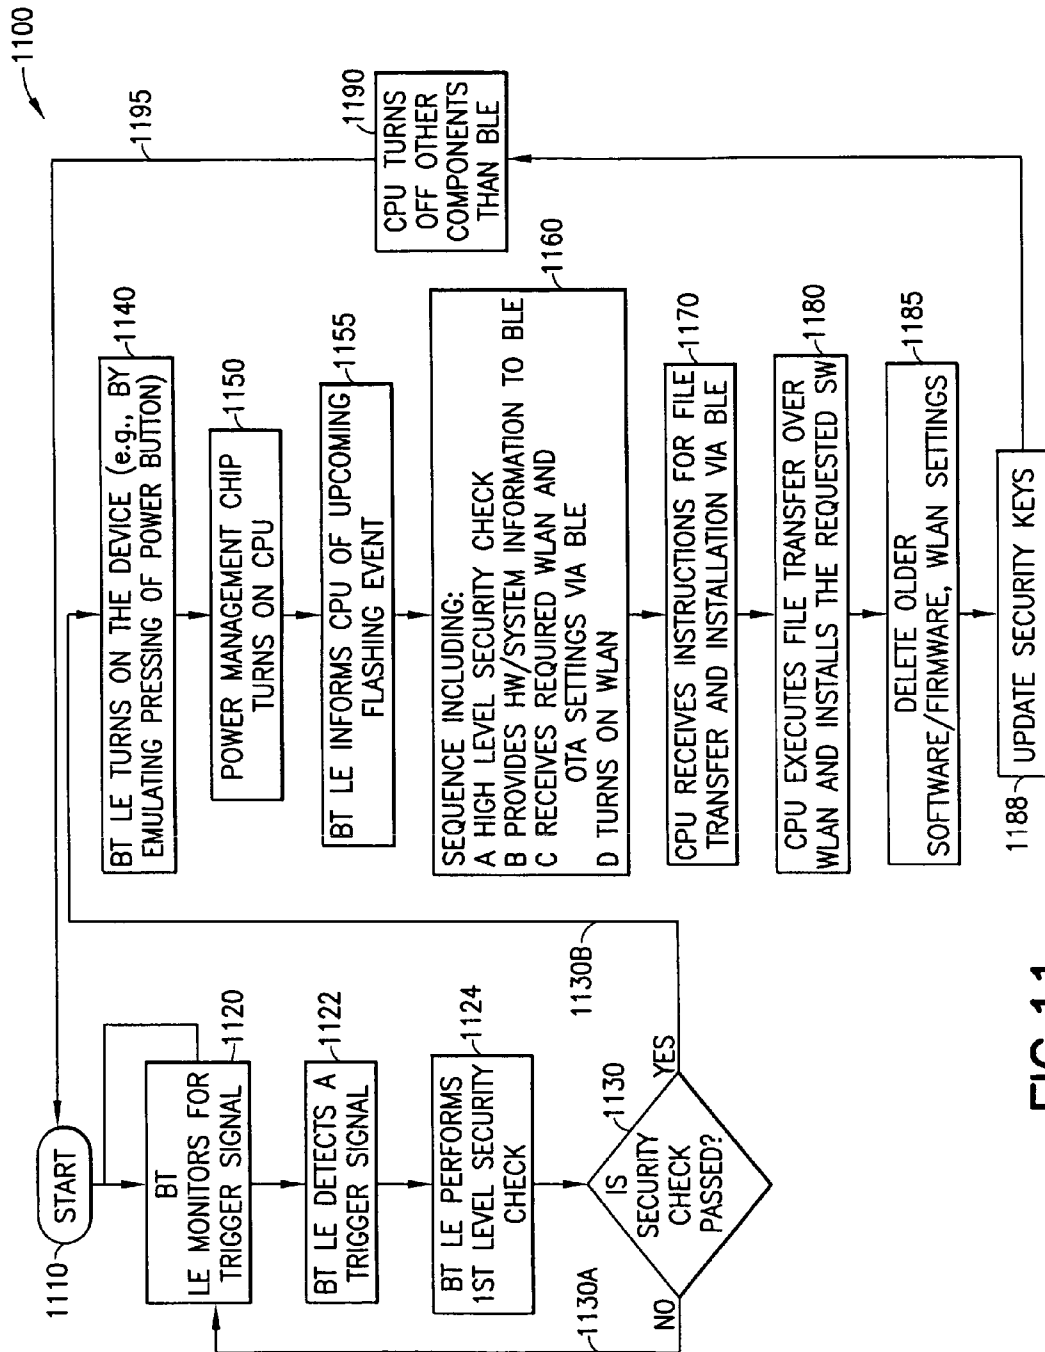 1100
START
1110
BT
LE MONITORS FOR
TRIGGER SIGNAL
1120
BT LE DETECTS A
TRIGGER SIGNAL
1122
BT LE PERFORMS
1ST LEVEL SECURITY
CHECK
1124
IS
SECURITY
CHECK
PASSED?
1130
NO
1130A
YES
1130B
BT LE TURNS ON THE DEVICE (e.g., BY
EMULATING PRESSING OF POWER BUTTON)
1140
POWER MANAGEMENT CHIP
TURNS ON CPU
1150
BT LE INFORMS CPU OF UPCOMING
FLASHING EVENT
1155
SEQUENCE INCLUDING:
A HIGH LEVEL SECURITY CHECK
B PROVIDES HW/SYSTEM INFORMATION TO BLE
C RECEIVES REQUIRED WLAN AND
OTA SETTINGS VIA BLE
D TURNS ON WLAN
1160
CPU RECEIVES INSTRUCTIONS FOR FILE
TRANSFER AND INSTALLATION VIA BLE
1170
CPU EXECUTES FILE TRANSFER OVER
WLAN AND INSTALLS THE REQUESTED SW
1180
DELETE OLDER
SOFTWARE/FIRMWARE, WLAN SETTINGS
1185
UPDATE SECURITY KEYS
1188
CPU TURNS
OFF OTHER
COMPONENTS
THAN BLE
1190
1195